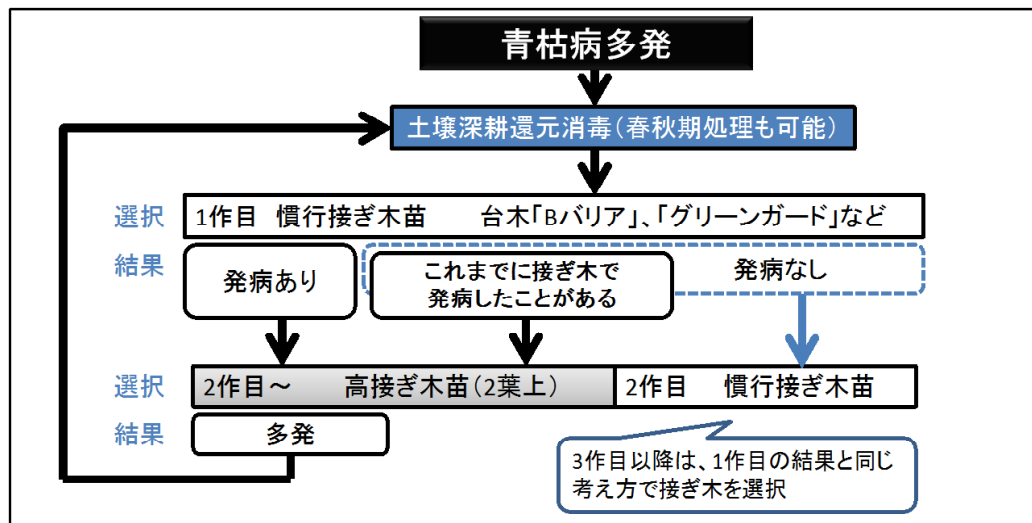 青枯病多発
土壌深耕還元消毒(春秋期処理も可能)
選択
1作目 慣行接ぎ木苗 台木「Bバリア」、「グリーンガード」など
結果
発病あり
これまでに接ぎ木で
発病したことがある
発病なし
選択
2作目~ 高接ぎ木苗(2葉上)
2作目 慣行接ぎ木苗
結果
多発
3作目以降は、1作目の結果と同じ
考え方で接ぎ木を選択